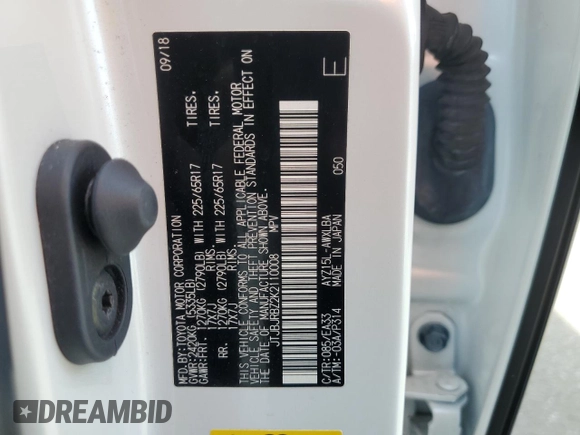 MFD.BY:TOYOTA MOTOR CORPORATION 09/18
GVWR:2420KG (5335LB)
GAWR:FRT. 1270KG (2790LB) WITH 225/65R17 TIRES.
17X7J RIMS.
RR. 1270KG (2790LB) WITH 225/65R17 TIRES.
17X7J RIMS.
THIS VEHICLE CONFORMS TO ALL APPLICABLE FEDERAL MOTOR
VEHICLE SAFETY AND THEFT PREVENTION STANDARDS IN EFFECT ON
THE DATE OF MANUFACTURE SHOWN ABOVE.
JTJBJRBZ2K2110008 MPV
C/TR:085/EA33 AYZ15L-AWXLBA 050 E
A/TM:-03A/P314 MADE IN JAPAN
DREAMBID